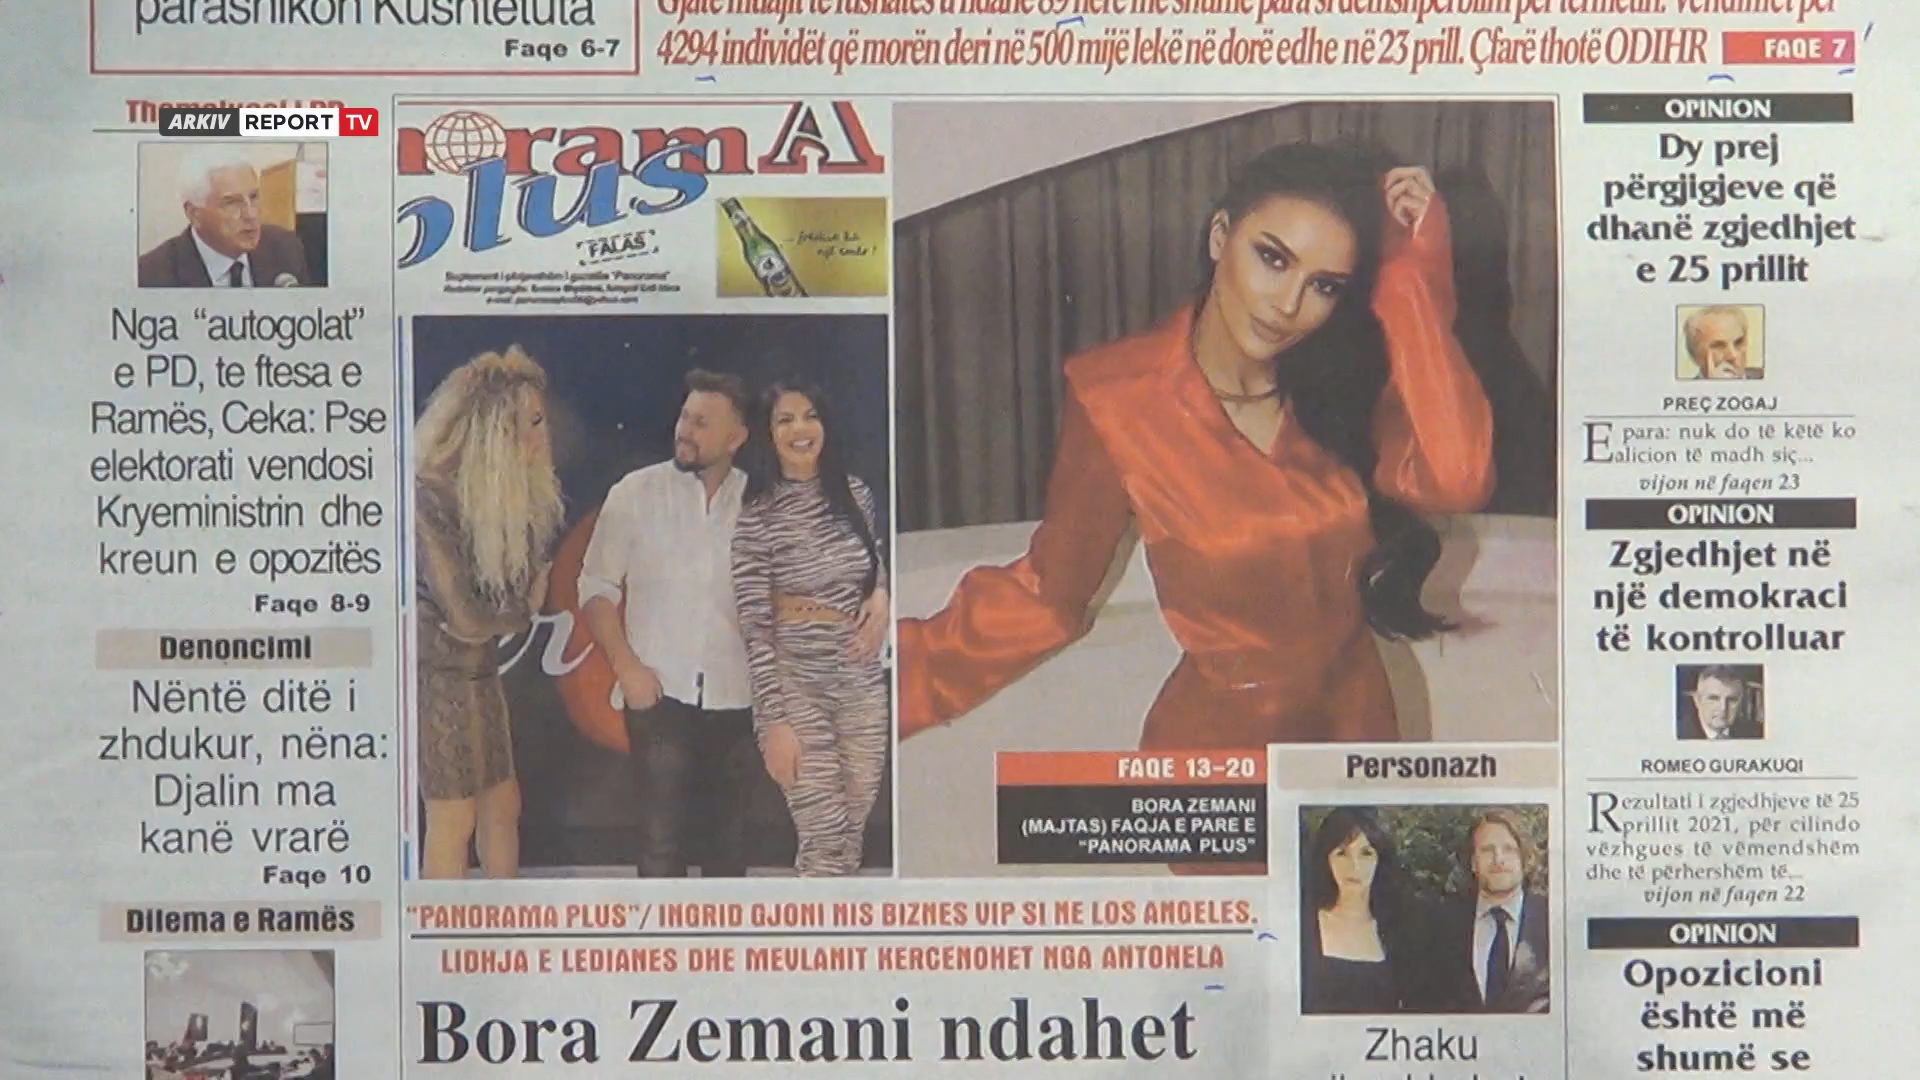 parashikon Kushtetuta
Faqe 6-7
4294 individët që morën deri në 500 mijë lekë në dorë edhe në 23 prill. Çfarë thotë ODIHR
FAQE 7
ARKIV REPORT TV
Nga “autogolat”
e PD, te ftesa e
Ramës, Ceka: Pse
elektorati vendosi
Kryeministrin dhe
kreun e opozitës
Faqe 8-9
Denoncimi
Nëntë ditë i
zhdukur, nëna:
Djalin ma
kanë vrarë
Faqe 10
Dilema e Ramës
noramA
plus
FALAS
FAQE 13-20
BORA ZEMANI
(MAJTAS) FAQJA E PARE E
“PANORAMA PLUS”
“PANORAMA PLUS”/ INGRID GJONI NIS BIZNES VIP SI NE LOS ANGELES.
LIDHJA E LEDIANES DHE MEVLANIT KERCENOHET NGA ANTONELA
Bora Zemani ndahet
Personazh
Zhaku
OPINION
Dy prej
përgjigjeve që
dhanë zgjedhjet
e 25 prillit
PREÇ ZOGAJ
E para: nuk do të këtë ko
alicion të madh siç...
vijon në faqen 23
OPINION
Zgjedhjet në
një demokraci
të kontrolluar
ROMEO GURAKUQI
Rezultati i zgjedhjeve të 25
prillit 2021, për cilindo
vëzhgues të vëmendshëm
dhe të përhershëm të...
vijon në faqen 22
OPINION
Opozicioni
është më
shumë se